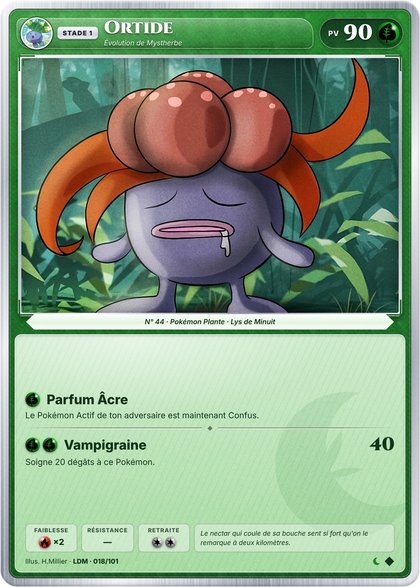 STADE 1
ORTIDE
Évolution de Mystherbe
PV 90
N° 44 · Pokémon Plante · Lys de Minuit
Parfum Âcre
Le Pokémon Actif de ton adversaire est maintenant Confus.
Vampigraine 40
Soigne 20 dégâts à ce Pokémon.
FAIBLESSE
×2
RÉSISTANCE
—
RETRAITE
Le nectar qui coule de sa bouche sent si fort qu'on le
remarque à deux kilomètres.
Illus. H.Millier · LDM · 018/101